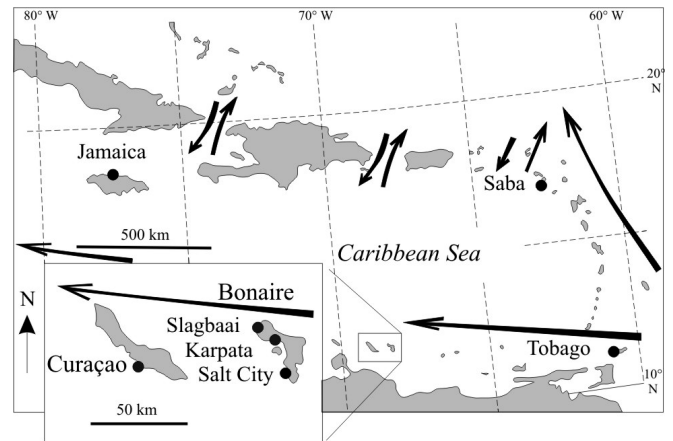 80° W
70° W
60° W
20°
N
Jamaica
Saba
500 km
Caribbean Sea
N
Bonaire
Slagbaai
Karpata
Curaçao
Salt City
Tobago
10°
N
50 km